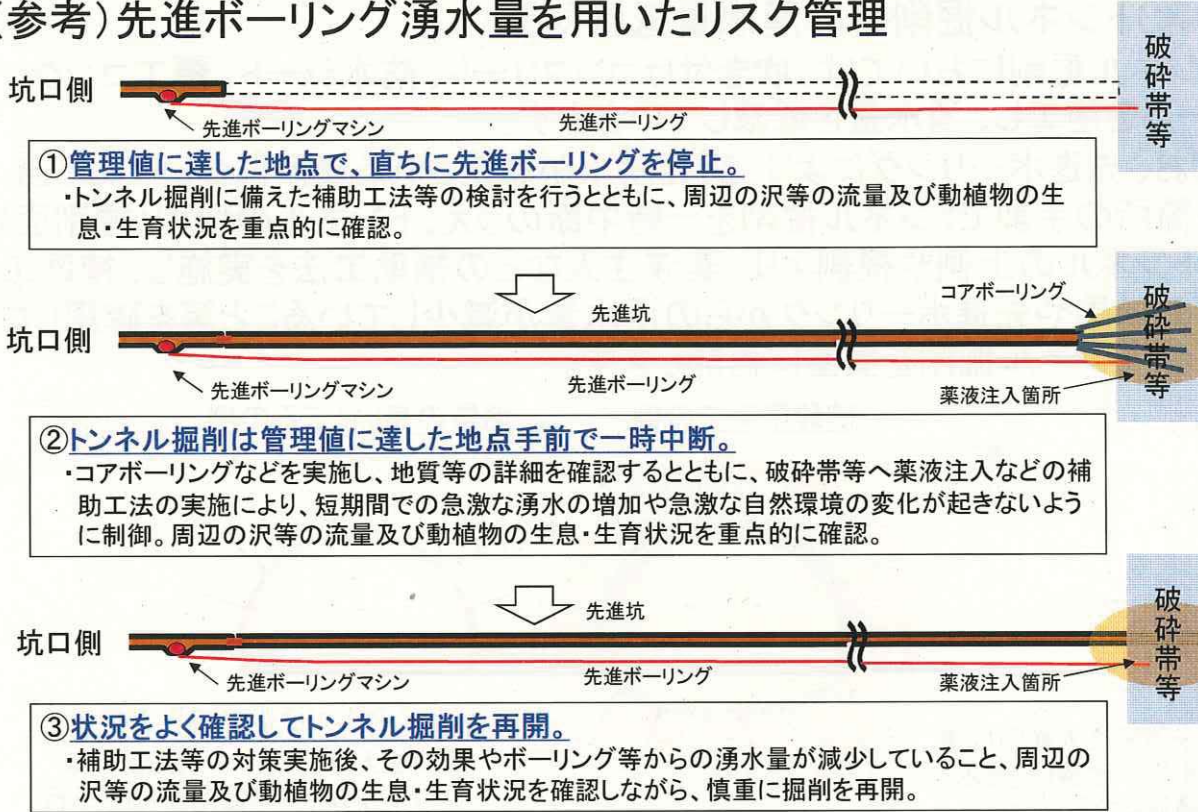 (参考)先進ボーリング湧水量を用いたリスク管理
坑口側
破砕帯等
先進ボーリングマシン
先進ボーリング
①管理値に達した地点で、直ちに先進ボーリングを停止。
・トンネル掘削に備えた補助工法等の検討を行うとともに、周辺の沢等の流量及び動植物の生
息・生育状況を重点的に確認。
コアボーリング
先進坑
坑口側
破砕帯等
先進ボーリングマシン
先進ボーリング
薬液注入箇所
②トンネル掘削は管理値に達した地点手前で一時中断。
・コアボーリングなどを実施し、地質等の詳細を確認するとともに、破砕帯等へ薬液注入などの補
助工法の実施により、短期間での急激な湧水の増加や急激な自然環境の変化が起きないよう
に制御。周辺の沢等の流量及び動植物の生息・生育状況を重点的に確認。
先進坑
坑口側
破砕帯等
先進ボーリングマシン
先進ボーリング
薬液注入箇所
③状況をよく確認してトンネル掘削を再開。
・補助工法等の対策実施後、その効果やボーリング等からの湧水量が減少していること、周辺の
沢等の流量及び動植物の生息・生育状況を確認しながら、慎重に掘削を再開。